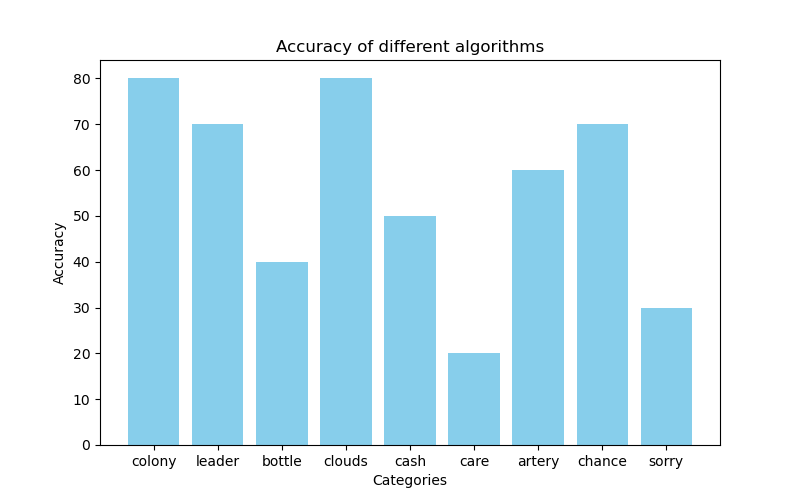 Accuracy of different algorithms
80
70
60
50
40
30
20
10
0
Accuracy
colony leader bottle clouds cash care artery chance sorry
Categories